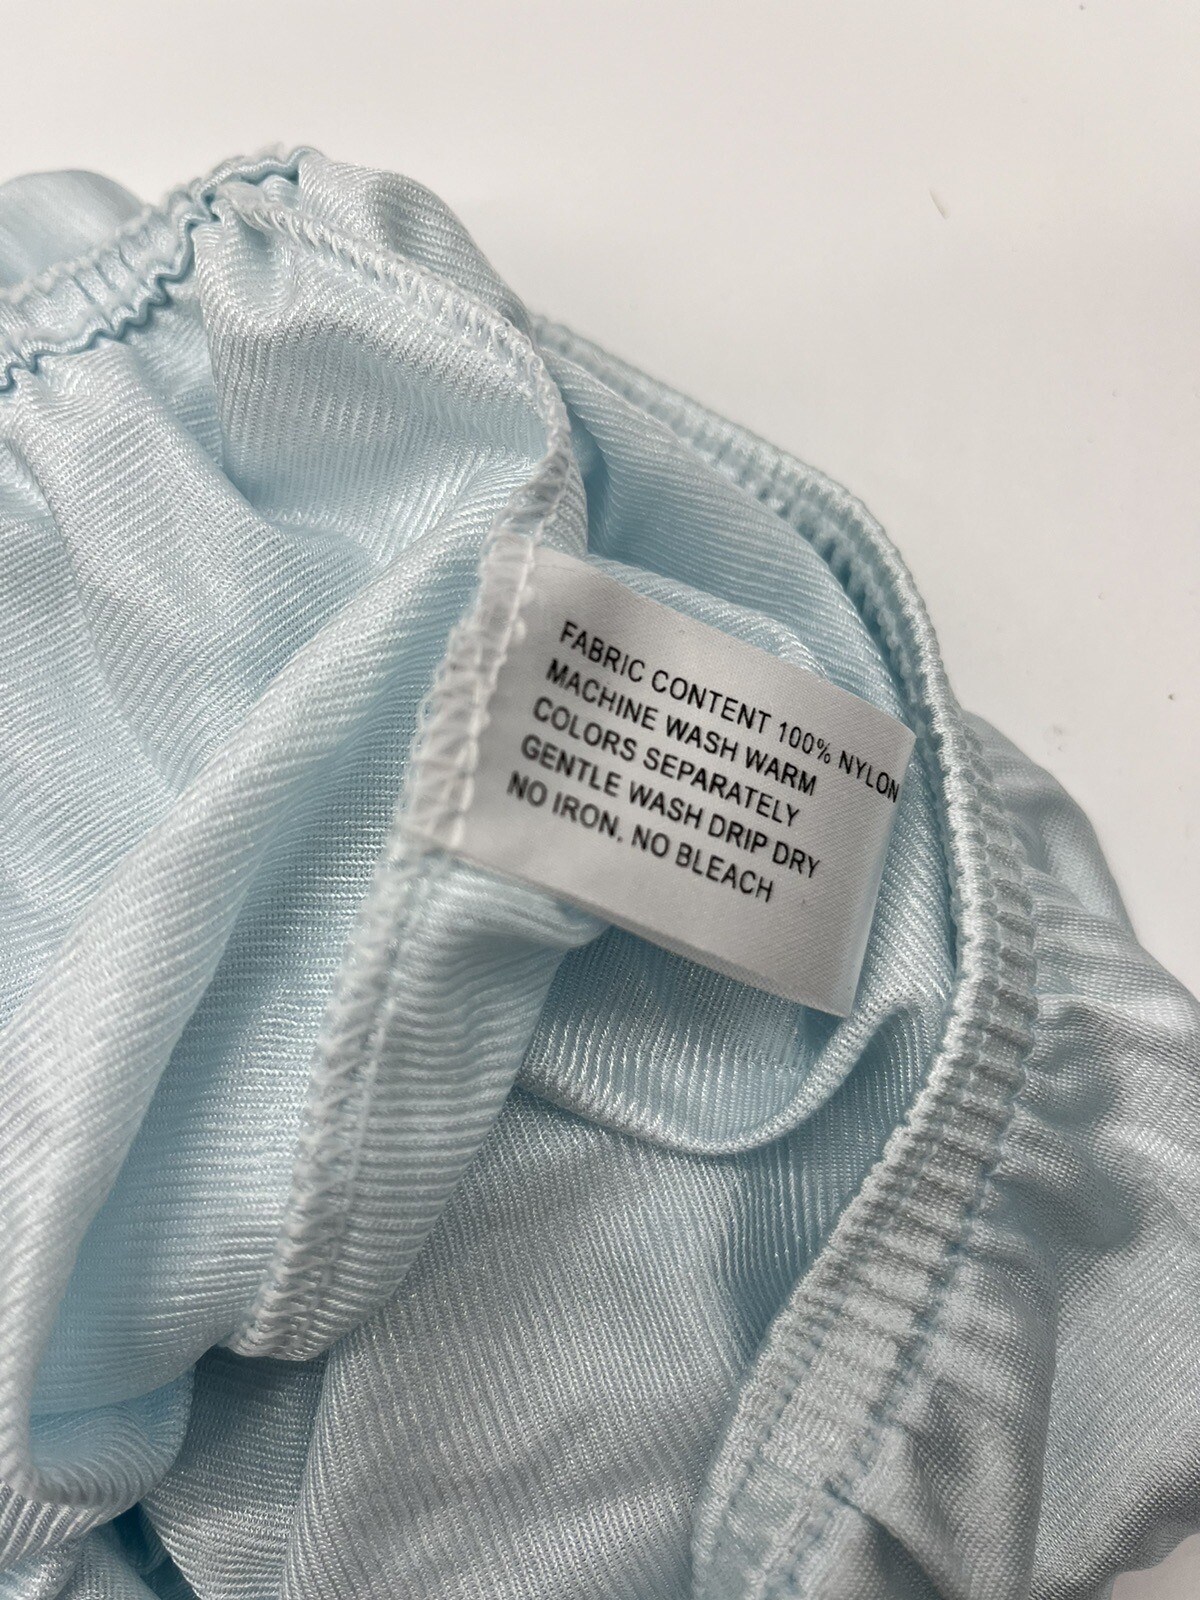 FABRIC CONTENT 100% NYLON
MACHINE WASH WARM
COLORS SEPARATELY
GENTLE WASH DRIP DRY
NO IRON. NO BLEACH